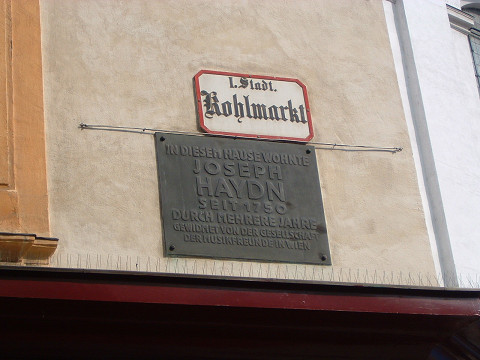 I. Stadt.
Kohlmarkt
IN DIESEM HAUSE WOHNTE
JOSEPH
HAYDN
SEIT 1750
DURCH MEHRERE JAHRE
GEWIDMET VON DER GESELLSCHAFT
DER MUSIKFREUNDE IN WIEN